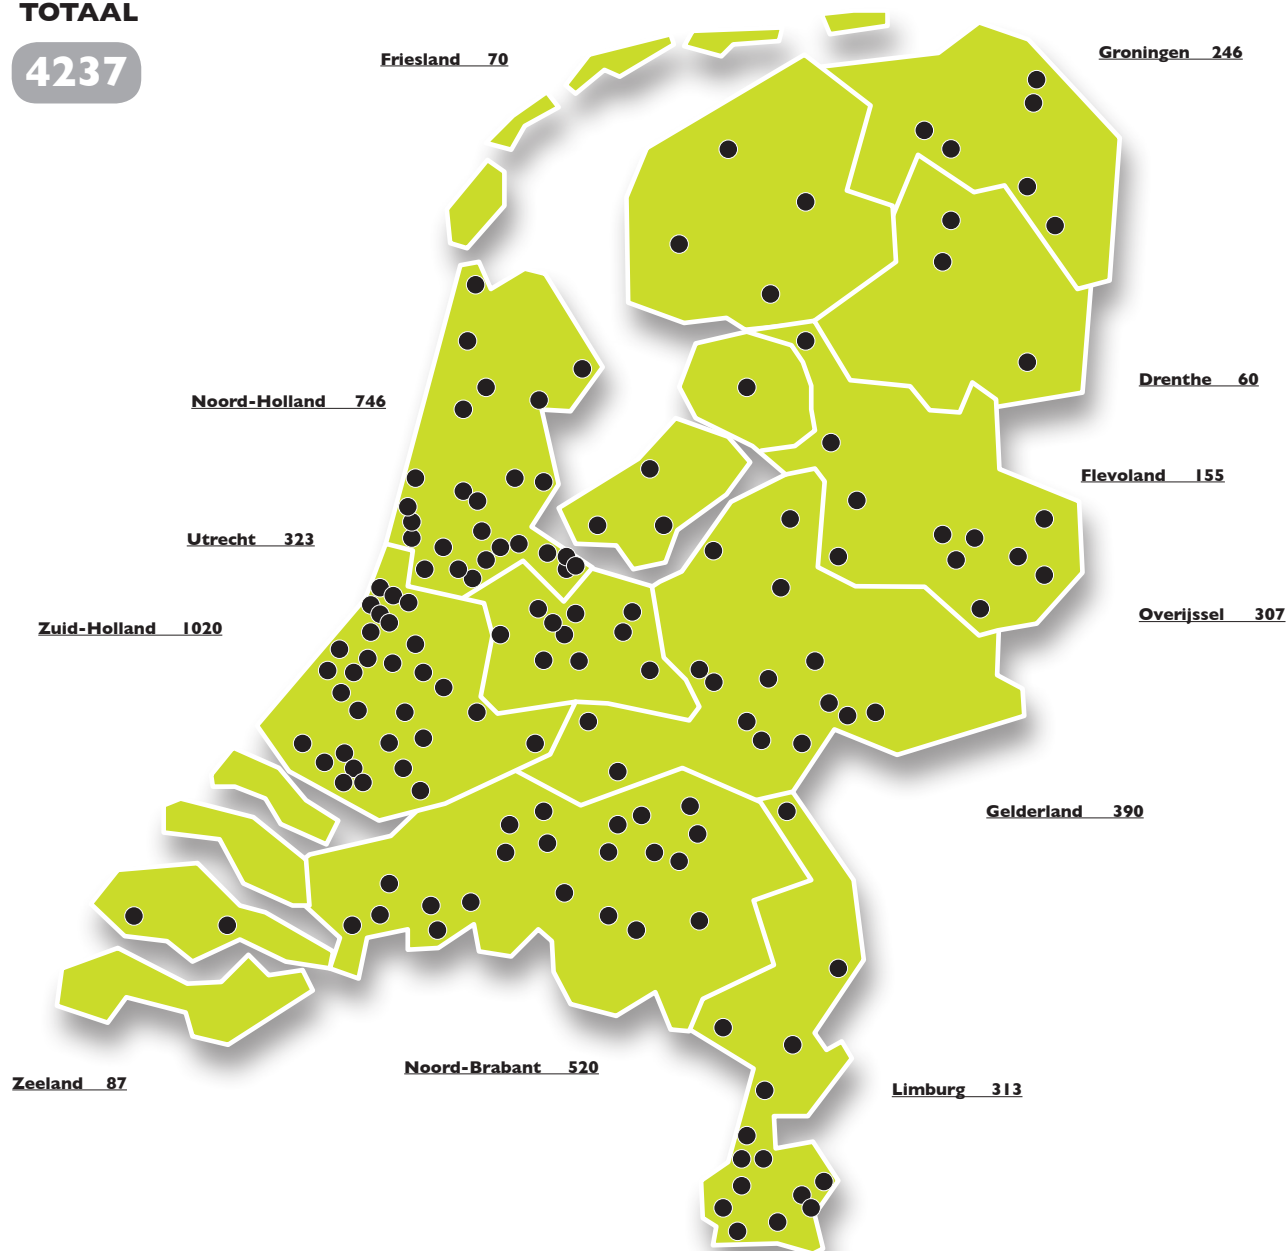 TOTAAL
4237
Friesland 70
Groningen 246
Drenthe 60
Noord-Holland 746
Flevoland 155
Utrecht 323
Overijssel 307
Zuid-Holland 1020
Gelderland 390
Noord-Brabant 520
Zeeland 87
Limburg 313